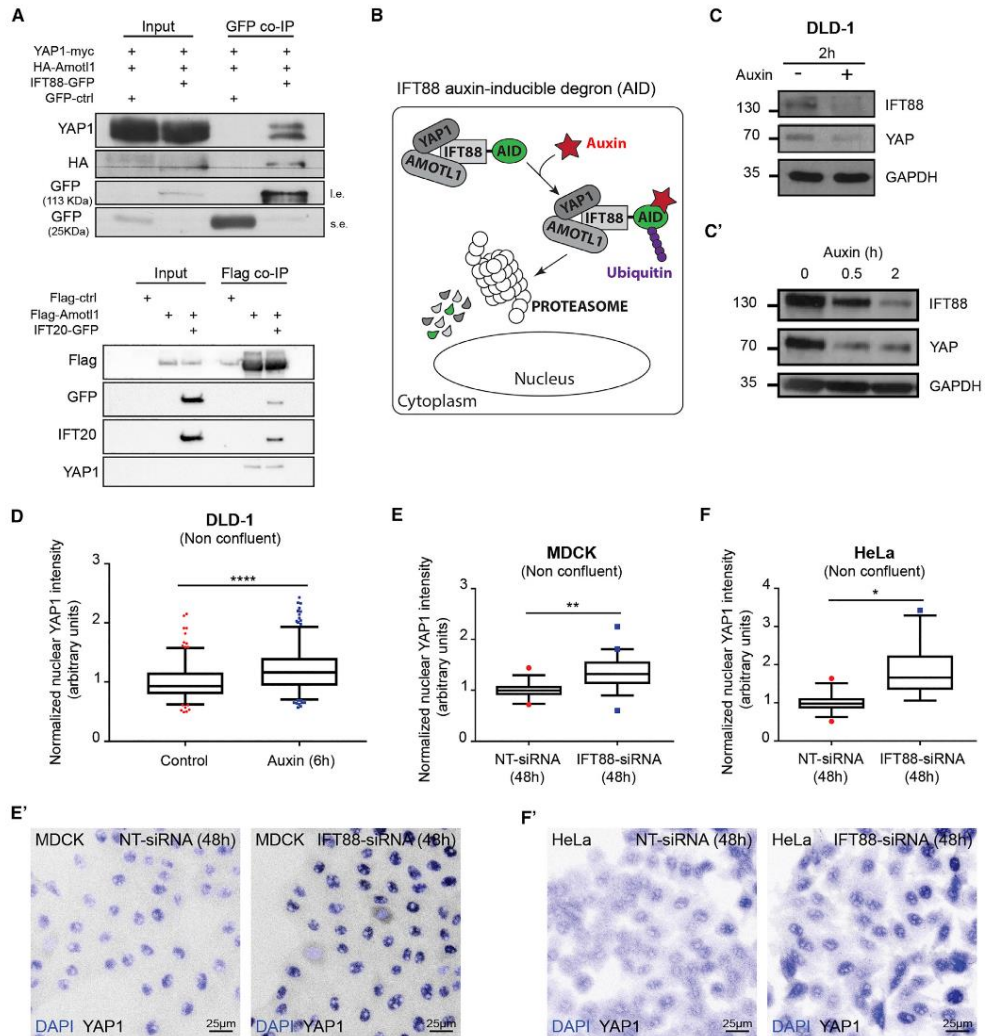 A
Input GFP co-IP
YAP1-myc + + + +
HA-Amotl1 + + + +
IFT88-GFP + +
GFP-ctrl + +
YAP1
HA
GFP
(113 KDa)
l.e.
GFP
(25KDa)
s.e.
Input Flag co-IP
Flag-ctrl + +
Flag-Amotl1 + + + +
IFT20-GFP + +
Flag
GFP
IFT20
YAP1
B
IFT88 auxin-inducible degron (AID)
YAP1
IFT88
AID
AMOTL1
Auxin
YAP1
IFT88
AID
AMOTL1
Ubiquitin
PROTEASOME
Nucleus
Cytoplasm
C
DLD-1
2h
Auxin - +
130 IFT88
70 YAP
35 GAPDH
C'
Auxin (h)
0 0.5 2
130 IFT88
70 YAP
35 GAPDH
D
DLD-1
(Non confluent)
Normalized nuclear YAP1 intensity
(arbitrary units)
3
2
1
0
****
Control Auxin (6h)
E
MDCK
(Non confluent)
Normalized nuclear YAP1 intensity
(arbitrary units)
3
2
1
0
**
NT-siRNA
(48h)
IFT88-siRNA
(48h)
F
HeLa
(Non confluent)
Normalized nuclear YAP1 intensity
(arbitrary units)
4
3
2
1
0
*
NT-siRNA
(48h)
IFT88-siRNA
(48h)
E'
MDCK NT-siRNA (48h)
DAPI YAP1 25µm
MDCK IFT88-siRNA (48h)
DAPI YAP1 25µm
F'
HeLa NT-siRNA (48h)
DAPI YAP1 25µm
HeLa IFT88-siRNA (48h)
DAPI YAP1 25µm